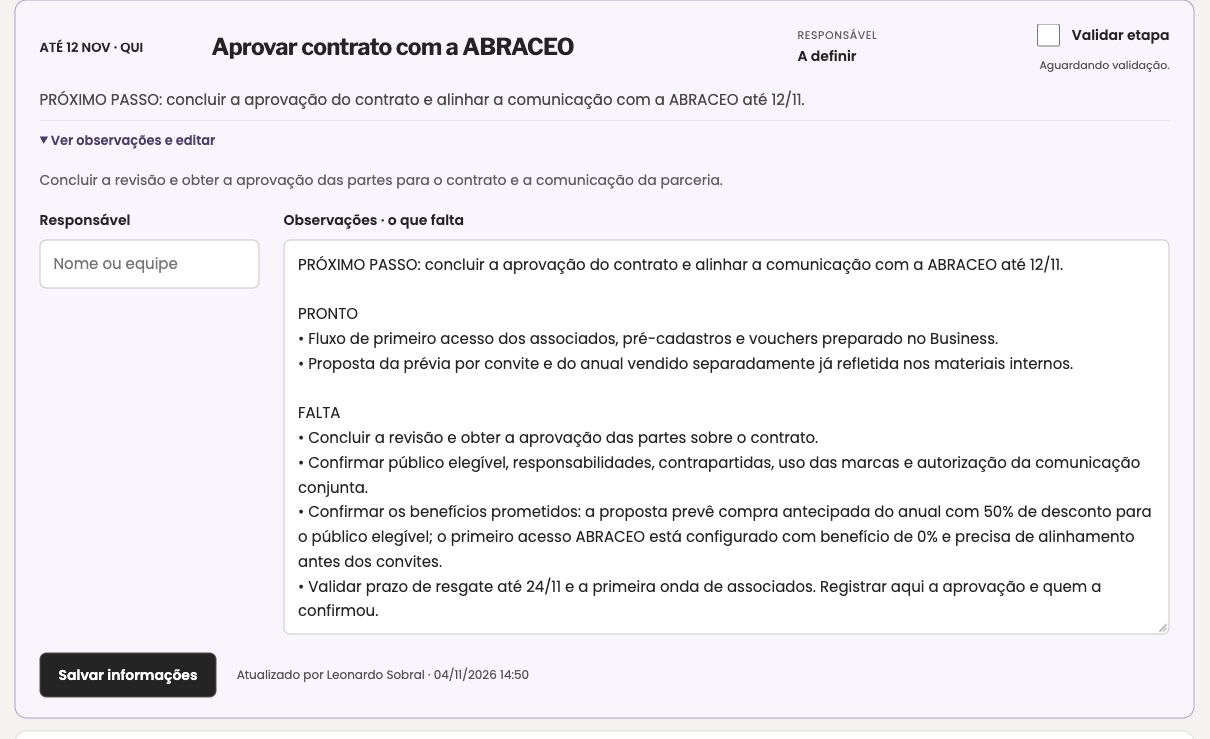 ATÉ 12 NOV · QUI
Aprovar contrato com a ABRACEO
RESPONSÁVEL
A definir
Validar etapa
Aguardando validação.
PRÓXIMO PASSO: concluir a aprovação do contrato e alinhar a comunicação com a ABRACEO até 12/11.
▼ Ver observações e editar
Concluir a revisão e obter a aprovação das partes para o contrato e a comunicação da parceria.
Responsável
Nome ou equipe
Observações · o que falta
PRÓXIMO PASSO: concluir a aprovação do contrato e alinhar a comunicação com a ABRACEO até 12/11.
PRONTO
• Fluxo de primeiro acesso dos associados, pré-cadastros e vouchers preparado no Business.
• Proposta da prévia por convite e do anual vendido separadamente já refletida nos materiais internos.
FALTA
• Concluir a revisão e obter a aprovação das partes sobre o contrato.
• Confirmar público elegível, responsabilidades, contrapartidas, uso das marcas e autorização da comunicação
conjunta.
• Confirmar os benefícios prometidos: a proposta prevê compra antecipada do anual com 50% de desconto para
o público elegível; o primeiro acesso ABRACEO está configurado com benefício de 0% e precisa de alinhamento
antes dos convites.
• Validar prazo de resgate até 24/11 e a primeira onda de associados. Registrar aqui a aprovação e quem a
confirmou.
Salvar informações
Atualizado por Leonardo Sobral · 04/11/2026 14:50